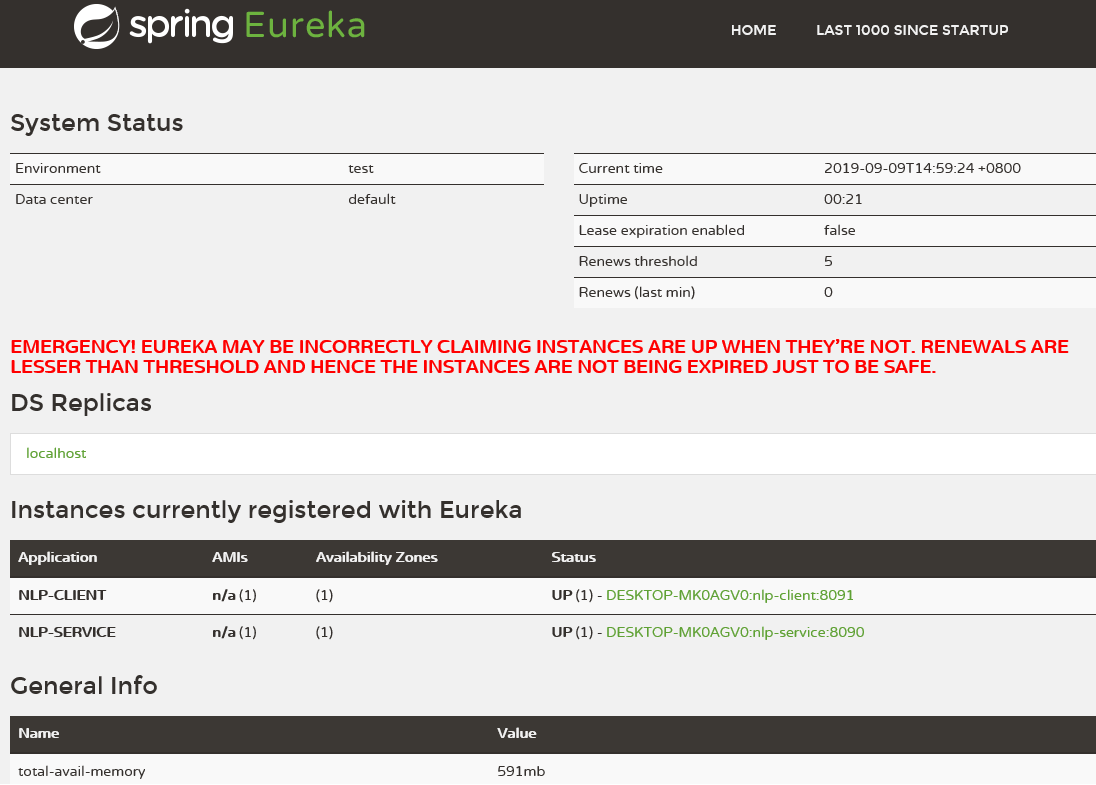 spring Eureka
HOME LAST 1000 SINCE STARTUP
System Status
Environment test
Data center default
Current time 2019-09-09T14:59:24 +0800
Uptime 00:21
Lease expiration enabled false
Renews threshold 5
Renews (last min) 0
EMERGENCY! EUREKA MAY BE INCORRECTLY CLAIMING INSTANCES ARE UP WHEN THEY'RE NOT. RENEWALS ARE
LESSER THAN THRESHOLD AND HENCE THE INSTANCES ARE NOT BEING EXPIRED JUST TO BE SAFE.
DS Replicas
localhost
Instances currently registered with Eureka
Application AMIs Availability Zones Status
NLP-CLIENT n/a (1) (1) UP (1) - DESKTOP-MK0AGV0:nlp-client:8091
NLP-SERVICE n/a (1) (1) UP (1) - DESKTOP-MK0AGV0:nlp-service:8090
General Info
Name Value
total-avail-memory 591mb